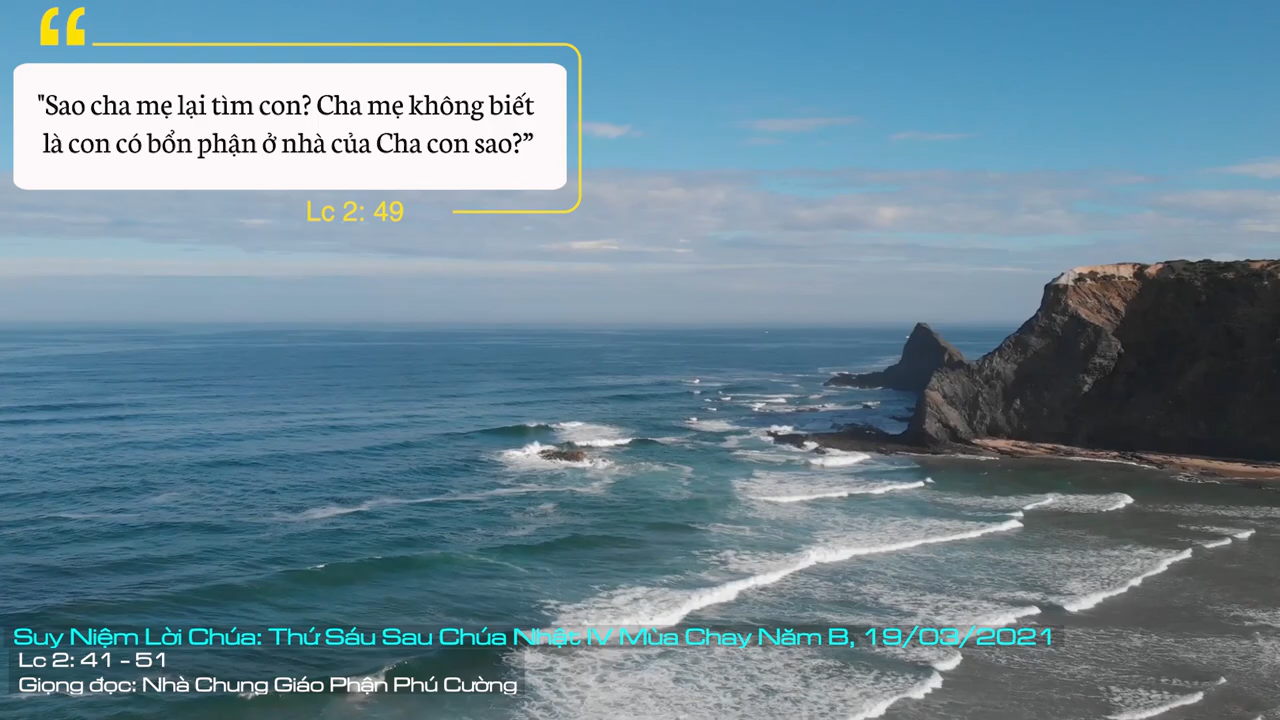 "Sao cha mẹ lại tìm con? Cha mẹ không biết
là con có bổn phận ở nhà của Cha con sao?”
Lc 2: 49
Suy Niệm Lời Chúa: Thứ Sáu Sau Chúa Nhật IV Mùa Chay Năm B, 19/03/2021
Lc 2: 41 - 51
Giọng đọc: Nhà Chung Giáo Phận Phú Cường